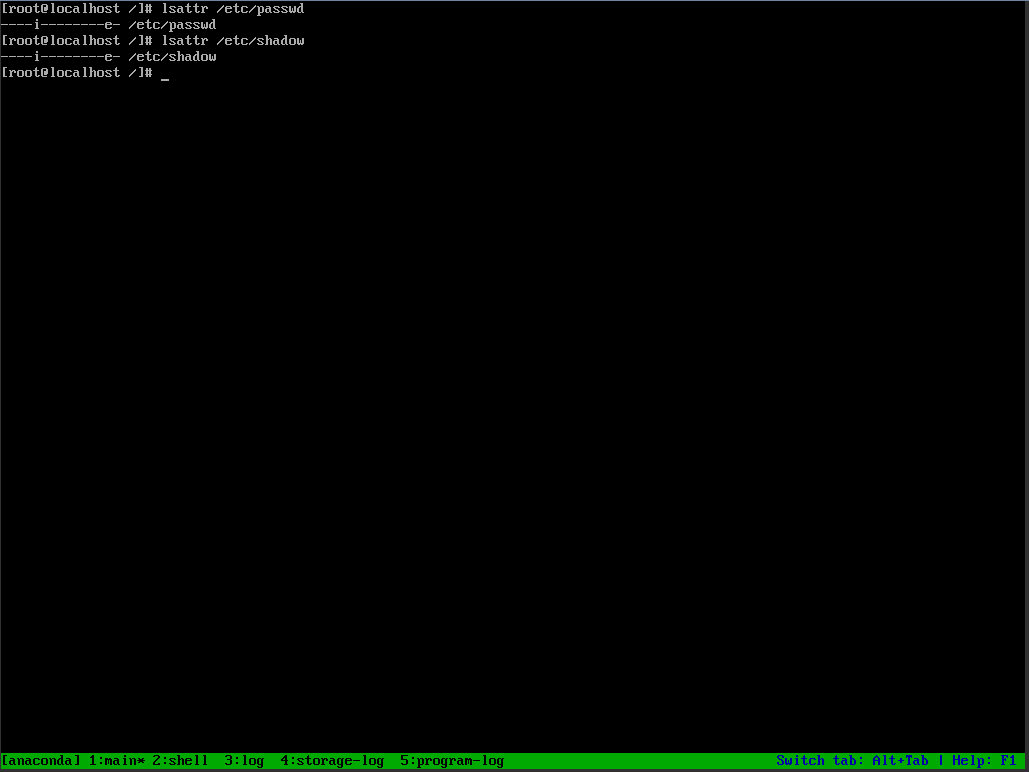 [root@localhost /]# lsattr /etc/passwd
----i--------e- /etc/passwd
[root@localhost /]# lsattr /etc/shadow
----i--------e- /etc/shadow
[root@localhost /]# _
[anaconda] 1:main* 2:shell  3:log  4:storage-log  5:program-log Switch tab: Alt+Tab | Help: F1